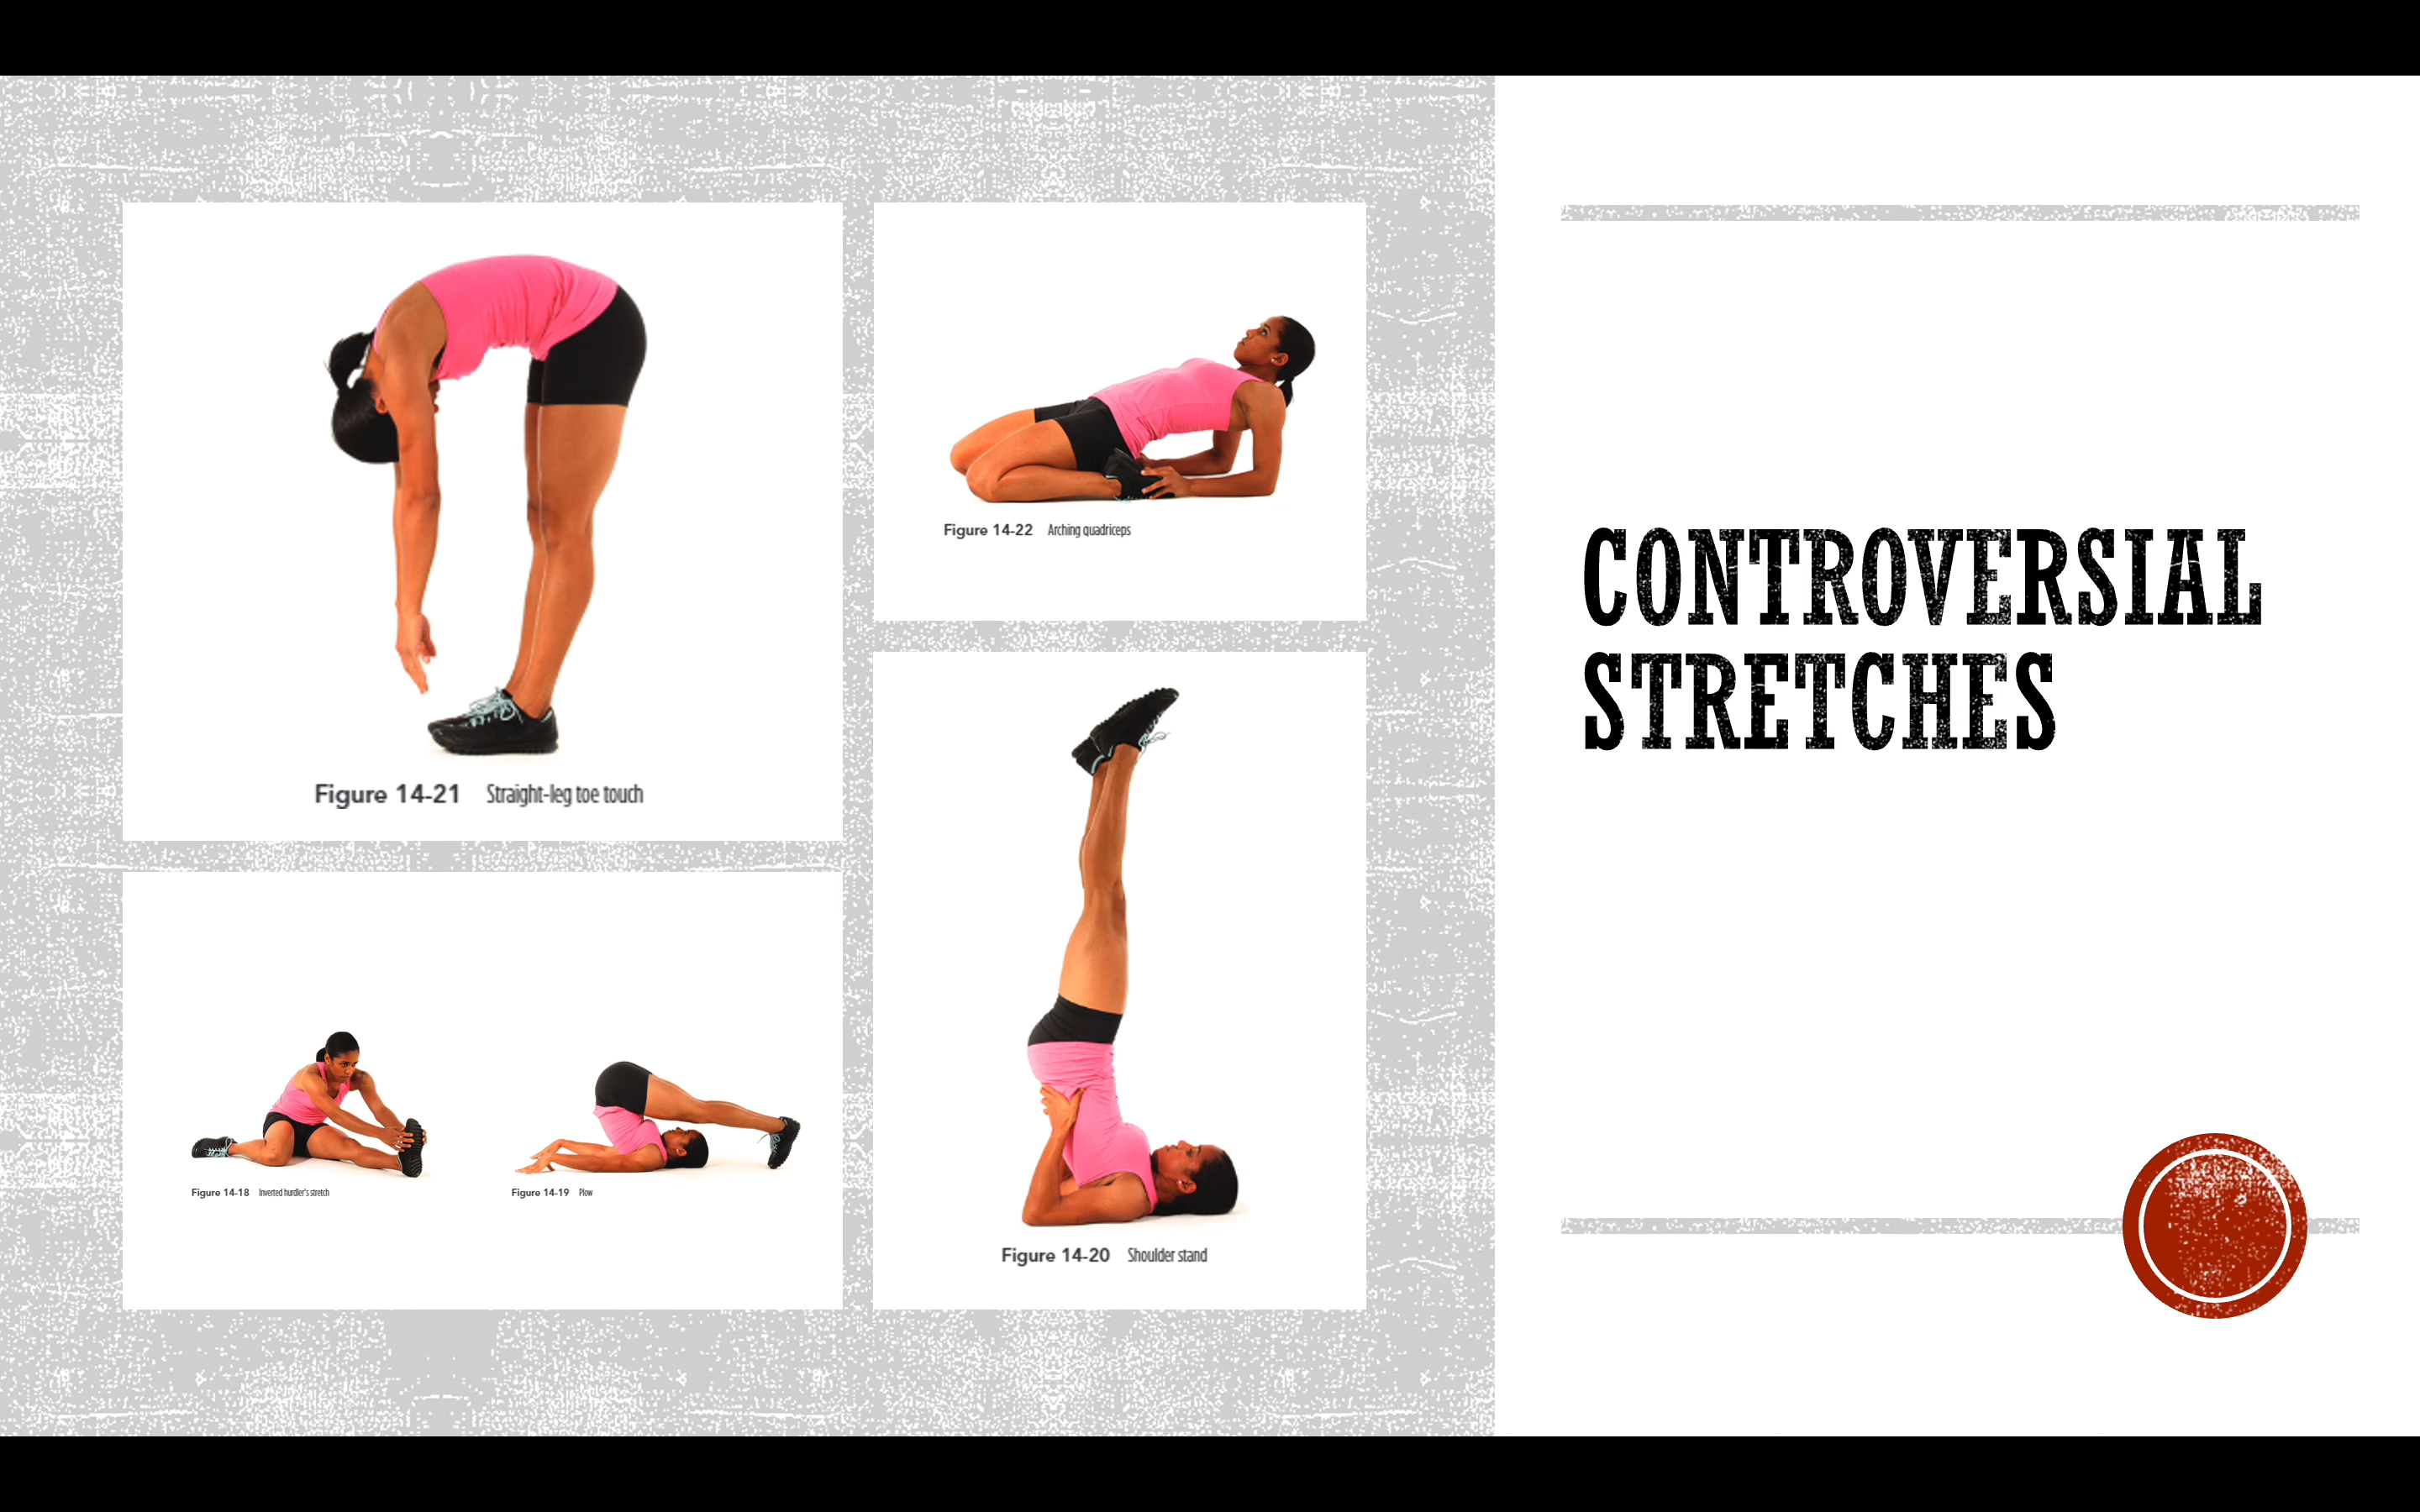 Figure 14-21 Straight-leg toe touch
Figure 14-22 Arching quadriceps
Figure 14-18 Inverted hurdler's stretch
Figure 14-19 Plow
Figure 14-20 Shoulder stand
CONTROVERSIAL
STRETCHES